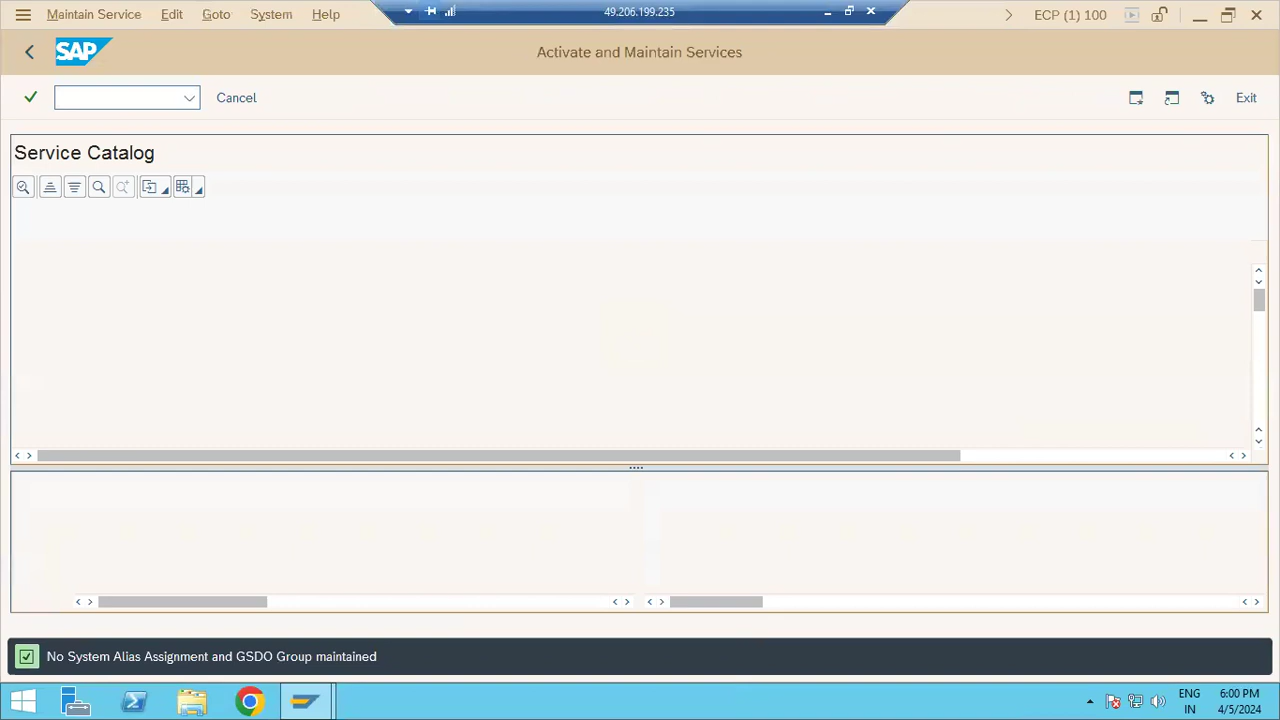 Maintain Service Edit Goto System Help
49.206.199.235
ECP (1) 100
SAP
Activate and Maintain Services
Cancel
Exit
Service Catalog
No System Alias Assignment and GSDO Group maintained
ENG
IN
6:00 PM
4/5/2024